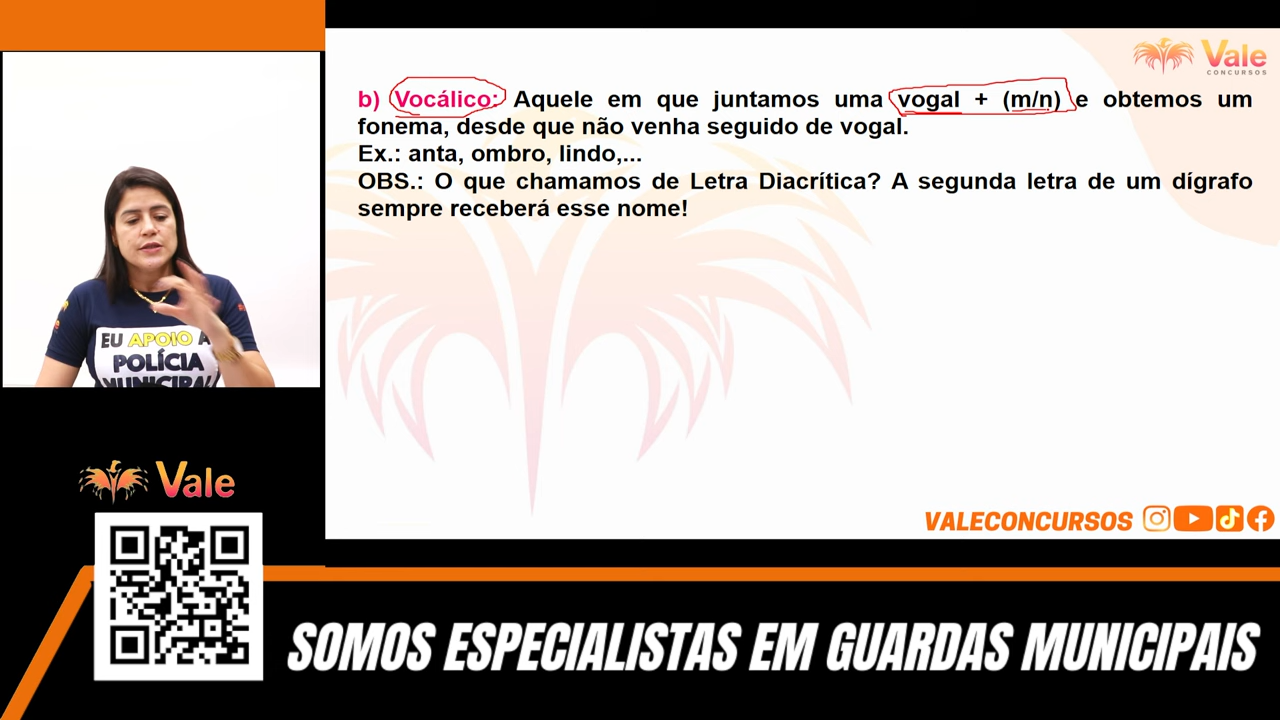 Vale
CONCURSOS
b) Vocálico: Aquele em que juntamos uma vogal + (m/n) e obtemos um
fonema, desde que não venha seguido de vogal.
Ex.: anta, ombro, lindo,...
OBS.: O que chamamos de Letra Diacrítica? A segunda letra de um dígrafo
sempre receberá esse nome!
EU APOIO A
POLÍCIA
MUNICIPAL
Vale
VALECONCURSOS
SOMOS ESPECIALISTAS EM GUARDAS MUNICIPAIS